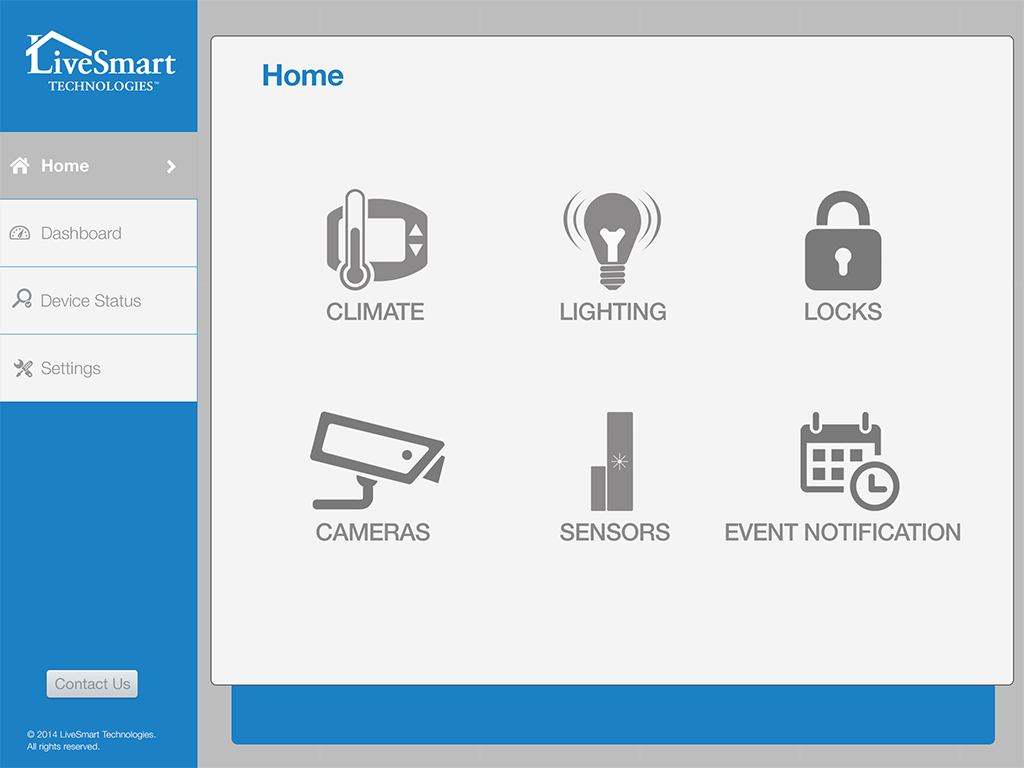 LiveSmart
TECHNOLOGIES™
Home
Dashboard
Device Status
Settings
Contact Us
© 2014 LiveSmart Technologies.
All rights reserved.
Home
CLIMATE
LIGHTING
LOCKS
CAMERAS
SENSORS
EVENT NOTIFICATION